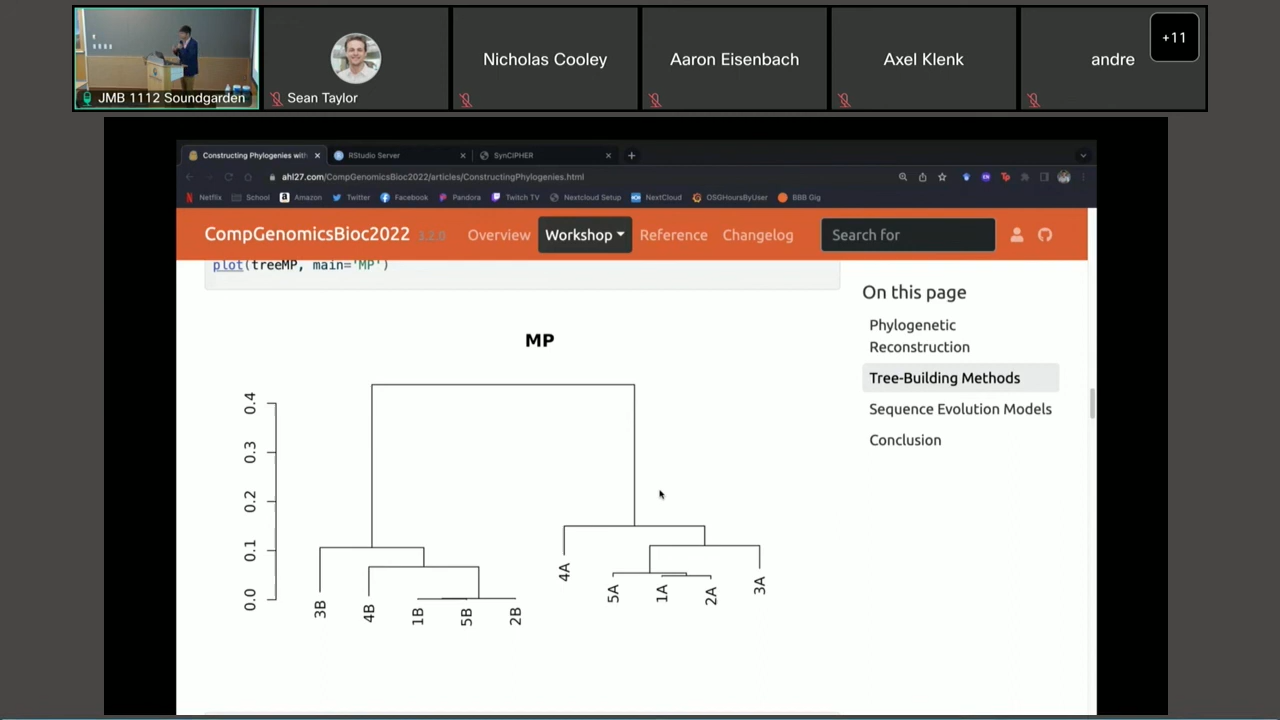 JMB 1112 Soundgarden
Sean Taylor
Nicholas Cooley
Aaron Eisenbach
Axel Klenk
andre
+11
Constructing Phylogenies with
RStudio Server
SynCIPHER
ahl27.com/CompGenomicsBioc2022/articles/ConstructingPhylogenies.html
Netflix
School
Amazon
Twitter
Facebook
Pandora
Twitch TV
Nextcloud Setup
NextCloud
OSGHoursByUser
BBB Gig
CompGenomicsBioc2022 3.2.0
Overview
Workshop
Reference
Changelog
Search for
plot(treeMP, main='MP')
On this page
Phylogenetic
Reconstruction
Tree-Building Methods
Sequence Evolution Models
Conclusion
MP
0.4
0.3
0.2
0.1
0.0
3B
4B
1B
5B
2B
4A
5A
1A
2A
3A